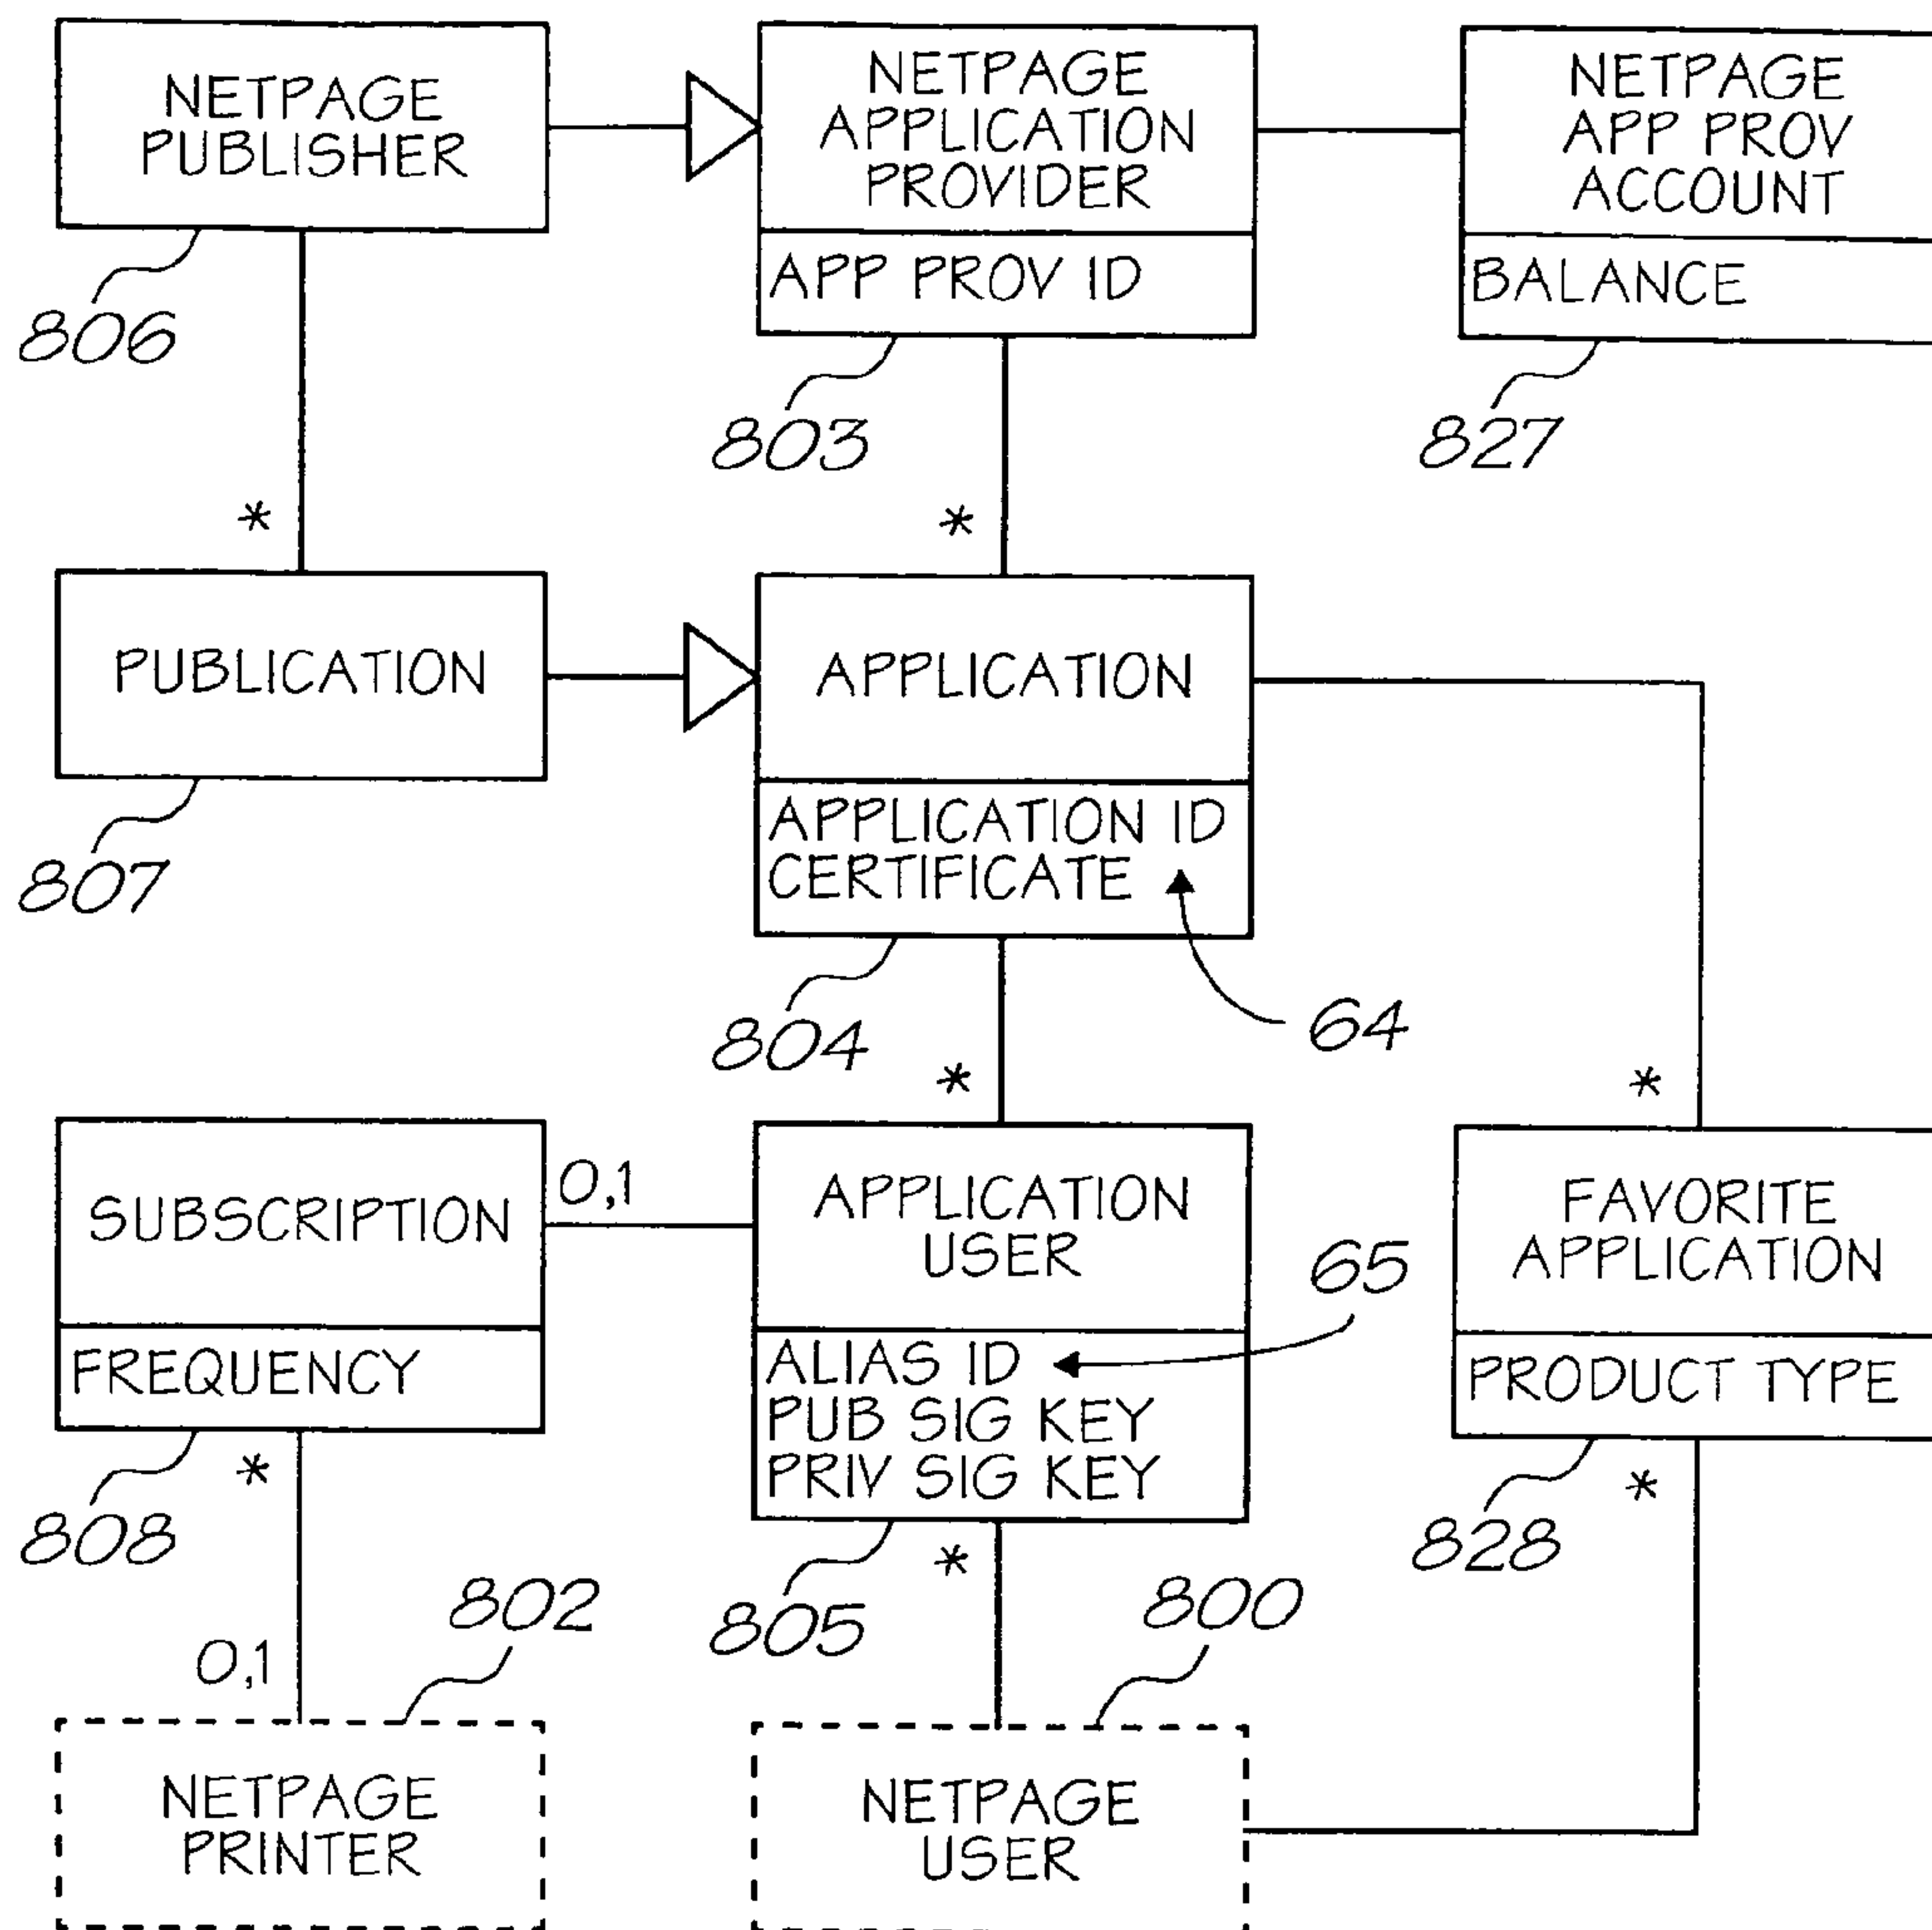 NETPAGE
PUBLISHER
806
NETPAGE
APPLICATION
PROVIDER
APP PROV ID
803
NETPAGE
APP PROV
ACCOUNT
BALANCE
827
*
*
PUBLICATION
807
APPLICATION
APPLICATION ID
CERTIFICATE
64
804
*
*
SUBSCRIPTION
FREQUENCY
0,1
808
*
APPLICATION
USER
65
ALIAS ID
PUB SIG KEY
PRIV SIG KEY
805
*
FAVORITE
APPLICATION
PRODUCT TYPE
828
*
802
0,1
NETPAGE
PRINTER
800
NETPAGE
USER